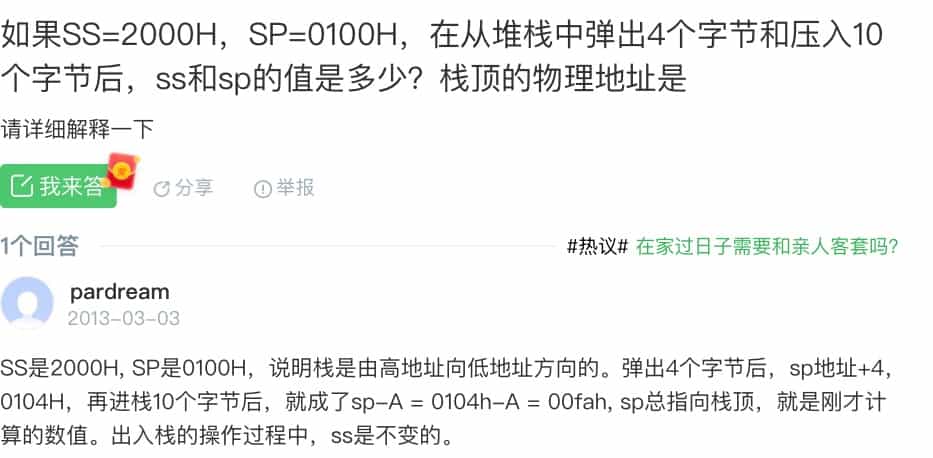 如果SS=2000H，SP=0100H，在从堆栈中弹出4个字节和压入10
个字节后，ss和sp的值是多少？栈顶的物理地址是
请详细解释一下
我来答
分享
举报
1个回答
#热议# 在家过日子需要和亲人客套吗？
pardream
2013-03-03
SS是2000H, SP是0100H，说明栈是由高地址向低地址方向的。弹出4个字节后，sp地址+4，
0104H，再进栈10个字节后，就成了sp-A = 0104h-A = 00fah, sp总指向栈顶，就是刚才计
算的数值。出入栈的操作过程中，ss是不变的。